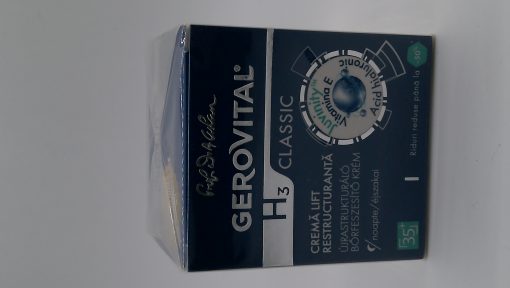 Prof. Dr. A. Aslan
GEROVITAL®
H3 CLASSIC
Juvinity™
Vitamina E
Acid hialuronic
CREMĂ LIFT
RESTRUCTURANTĂ
ÚJRASTRUKTURÁLÓ
BŐRFESZESÍTŐ KRÉM
noapte/éjszakai
35+
Riduri reduse până la